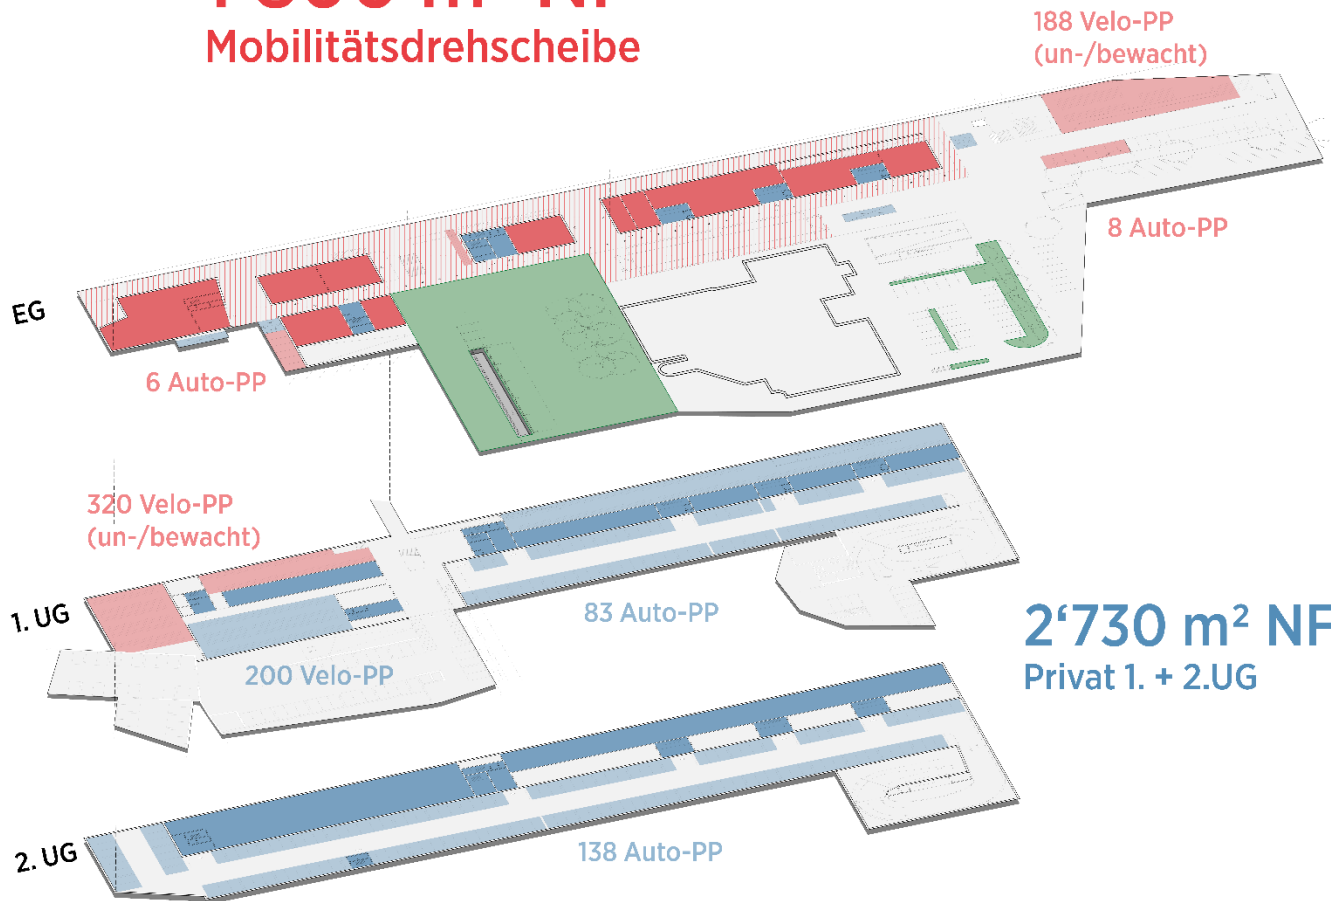 Mobilitätsdrehscheibe
188 Velo-PP
(un-/bewacht)
8 Auto-PP
EG
6 Auto-PP
320 Velo-PP
(un-/bewacht)
1. UG
83 Auto-PP
200 Velo-PP
2‘730 m² NF
Privat 1. + 2.UG
2. UG
138 Auto-PP